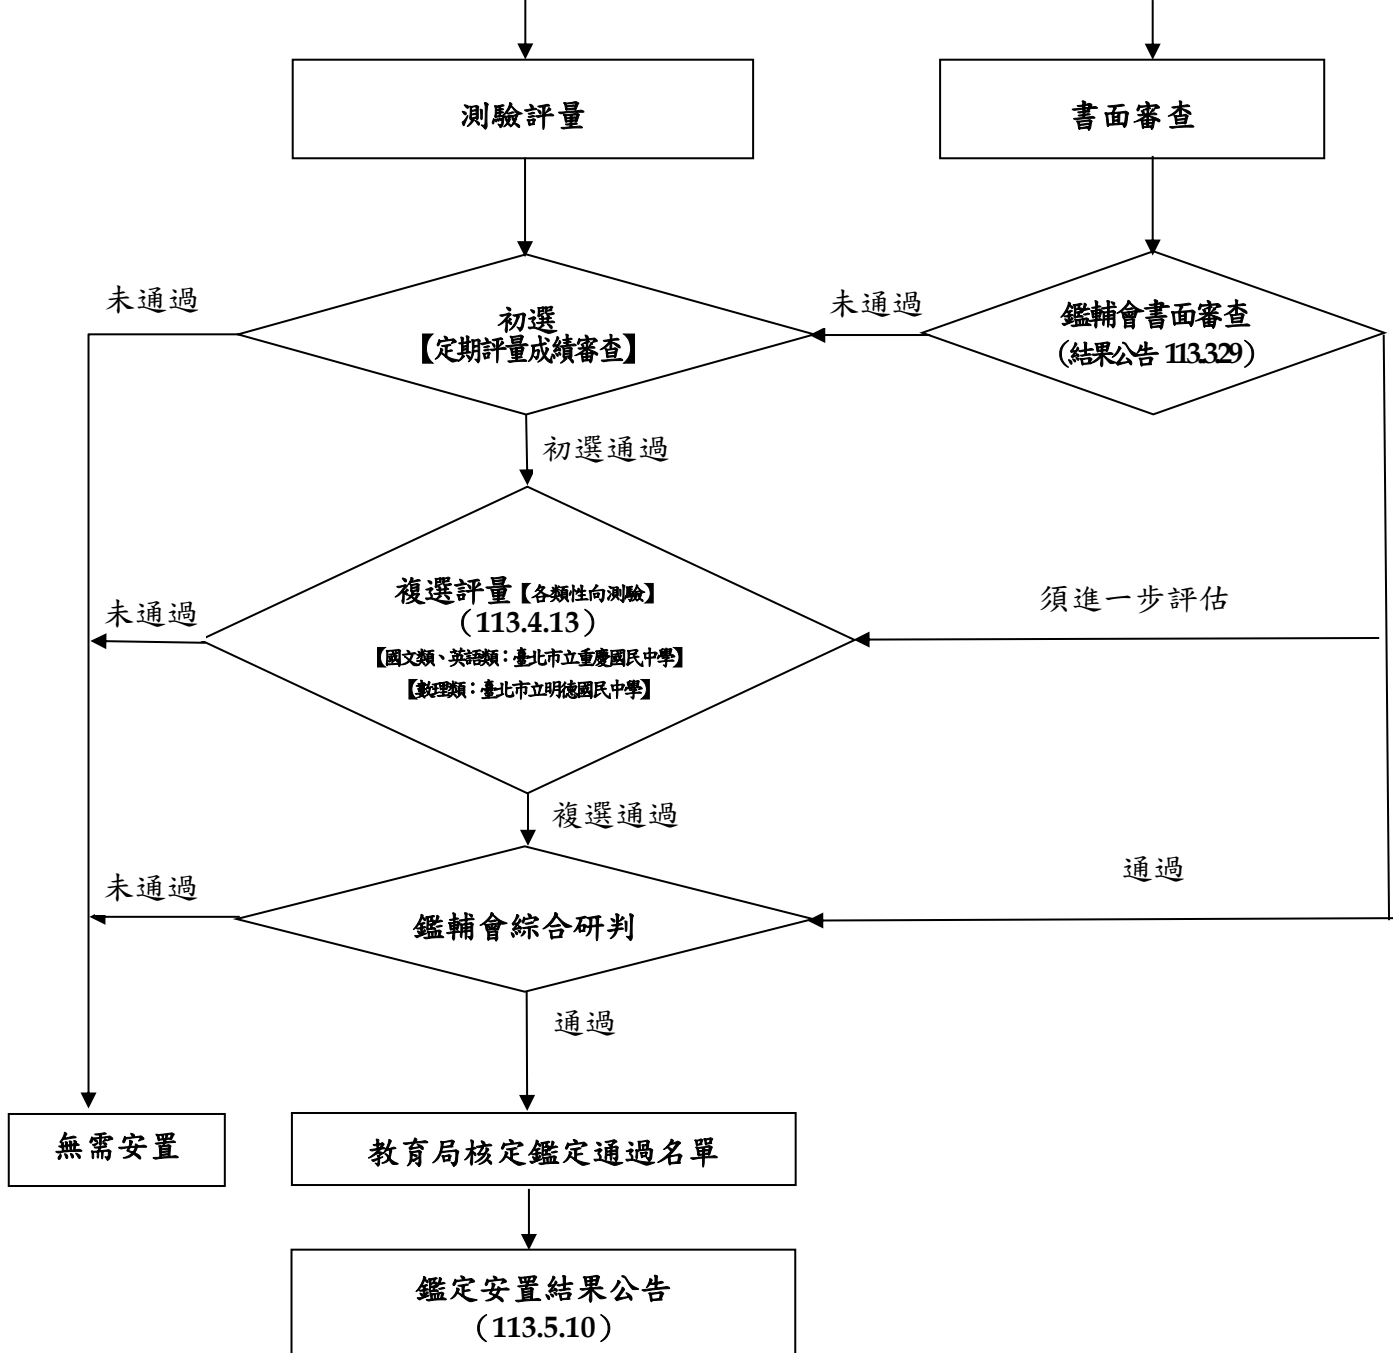 測驗評量
書面審查
未通過
初選
【定期評量成績審查】
未通過
鑑輔會書面審查
（結果公告 113.329）
初選通過
未通過
複選評量【各類性向測驗】
（113.4.13）
【國文類、英語類：臺北市立重慶國民中學】
【數理類：臺北市立明德國民中學】
須進一步評估
複選通過
未通過
鑑輔會綜合研判
通過
通過
無需安置
教育局核定鑑定通過名單
鑑定安置結果公告
（113.5.10）